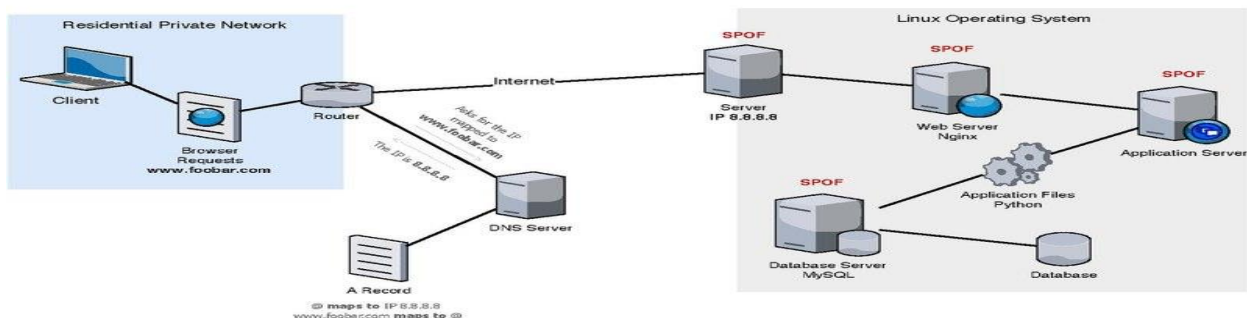 Residential Private Network
Client
Browser
Requests
www.foobar.com
Router
Internet
Asks for the IP
mapped to
www.foobar.com
The IP is 8.8.8.8
DNS Server
A Record
@ maps to IP 8.8.8.8
www.foobar.com maps to @
Linux Operating System
SPOF
Server
IP 8.8.8.8
SPOF
Web Server
Nginx
SPOF
Application Server
Application Files
Python
SPOF
Database Server
MySQL
Database